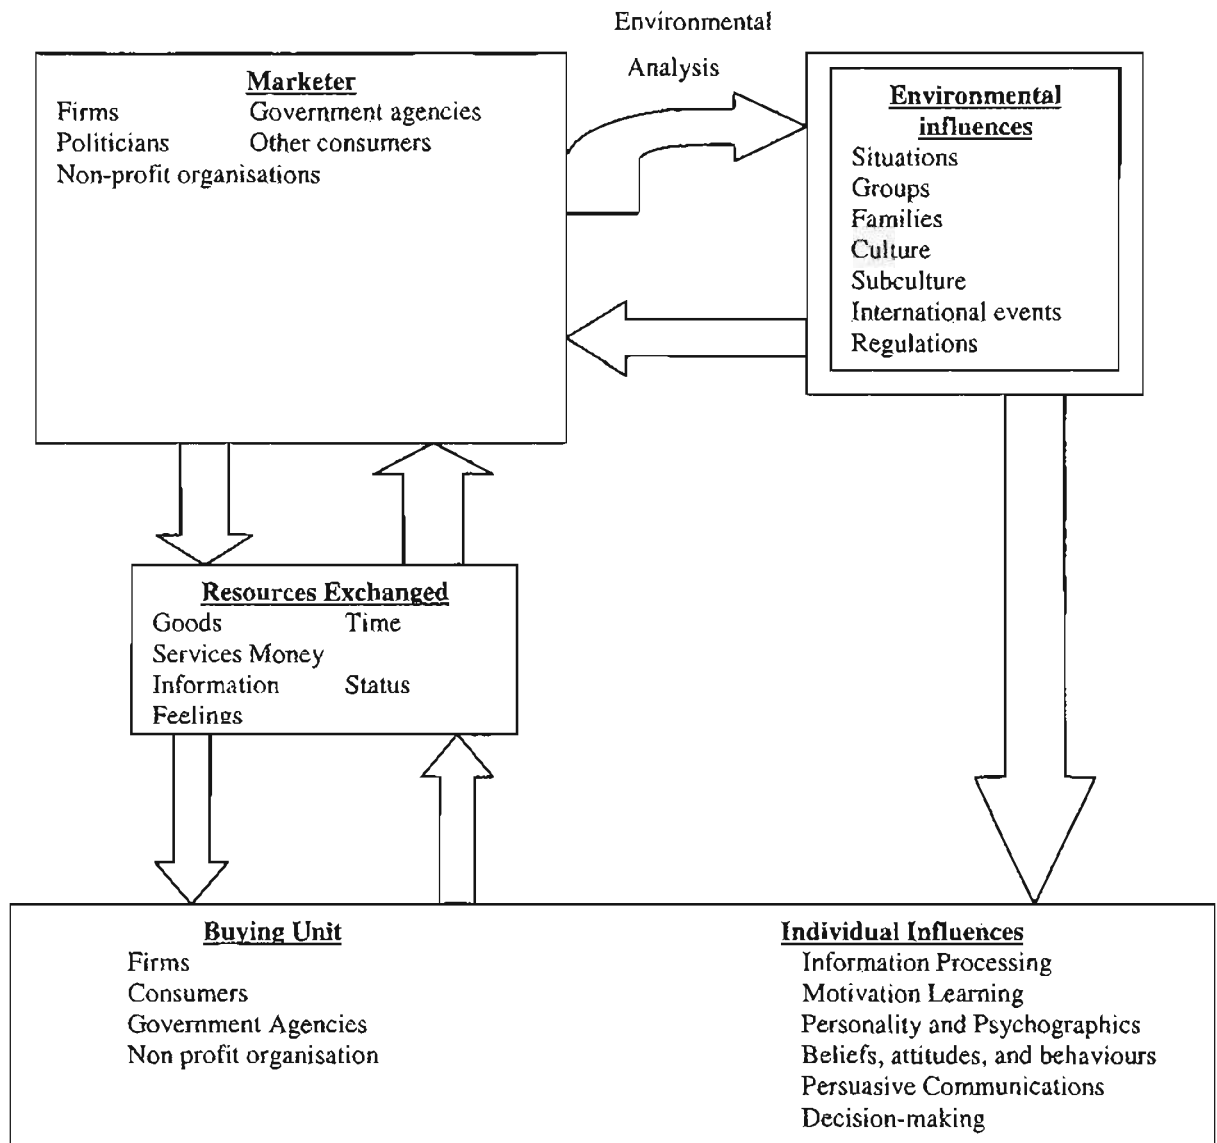 Environmental
Analysis
Marketer
Firms Government agencies
Politicians Other consumers
Non-profit organisations
Environmental
influences
Situations
Groups
Families
Culture
Subculture
International events
Regulations
Resources Exchanged
Goods Time
Services Money
Information Status
Feelings
Buying Unit
Firms
Consumers
Government Agencies
Non profit organisation
Individual Influences
Information Processing
Motivation Learning
Personality and Psychographics
Beliefs, attitudes, and behaviours
Persuasive Communications
Decision-making